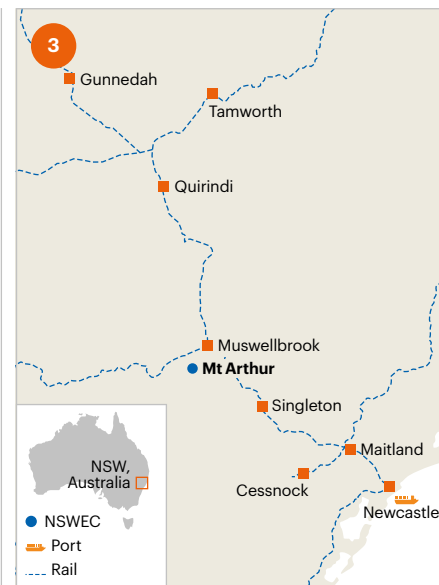 3
Gunnedah
Tamworth
Quirindi
Muswellbrook
Mt Arthur
Singleton
Maitland
Cessnock
Newcastle
NSW,
Australia
NSWEC
Port
Rail